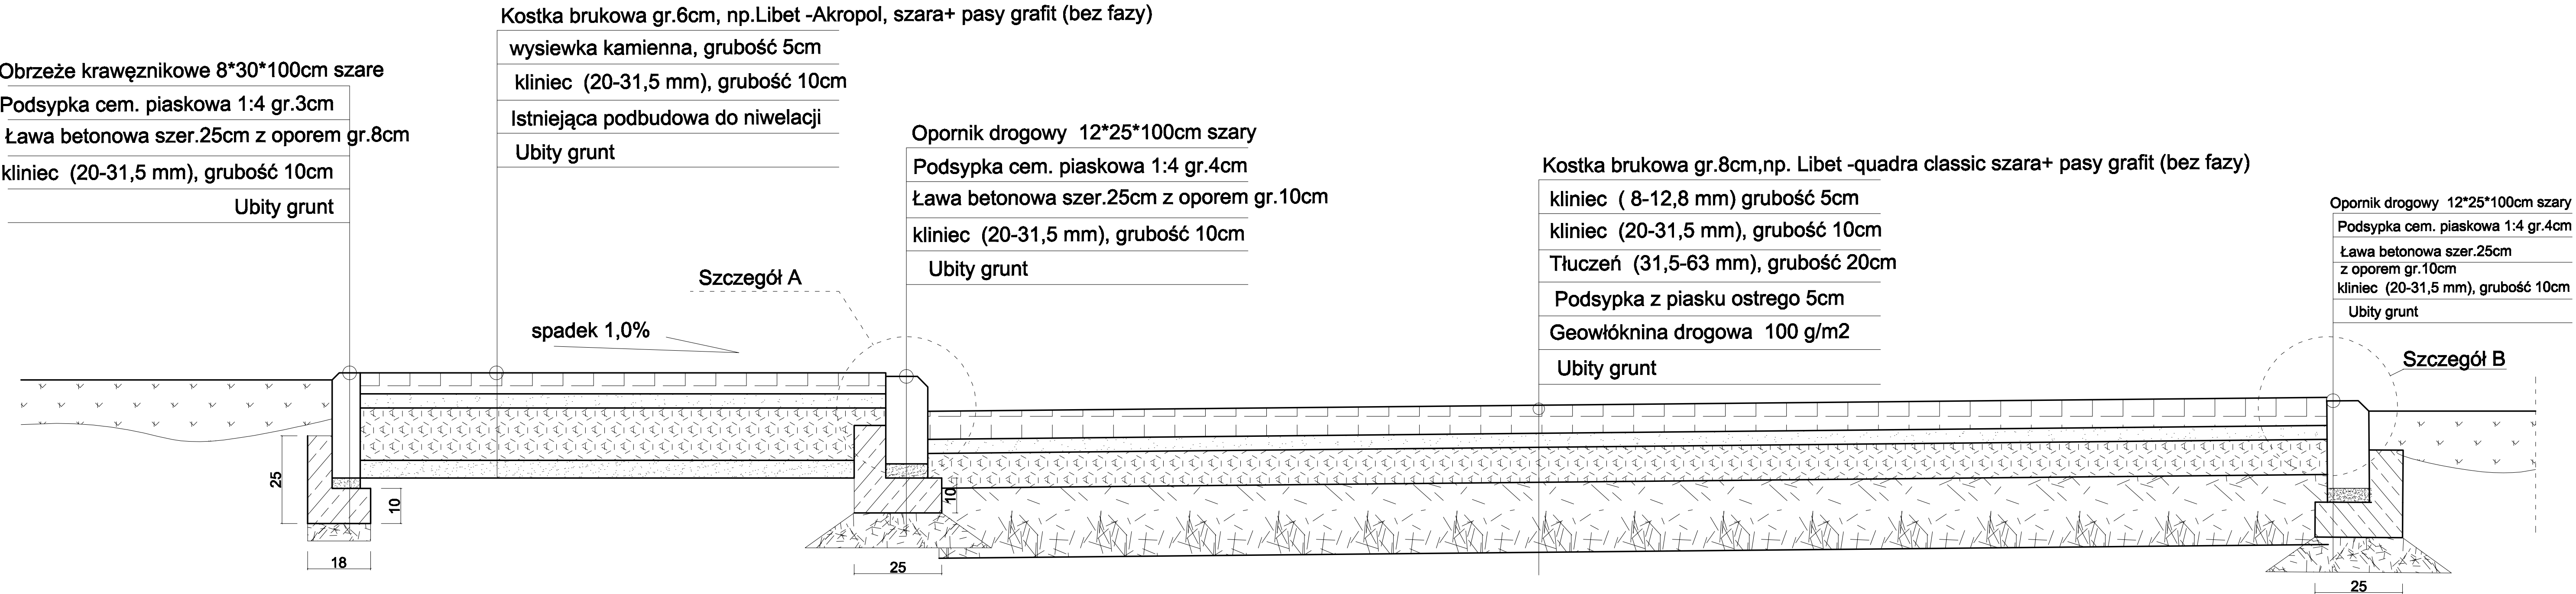 Kostka brukowa gr.6cm, np.Libet -Akropol, szara+ pasy grafit (bez fazy)
wysiewka kamienna, grubość 5cm
kliniec (20-31,5 mm), grubość 10cm
Istniejąca podbudowa do niwelacji
Ubity grunt
Obrzeże krawęznikowe 8*30*100cm szare
Podsypka cem. piaskowa 1:4 gr.3cm
Ława betonowa szer.25cm z oporem gr.8cm
kliniec (20-31,5 mm), grubość 10cm
Ubity grunt
Opornik drogowy 12*25*100cm szary
Podsypka cem. piaskowa 1:4 gr.4cm
Ława betonowa szer.25cm z oporem gr.10cm
kliniec (20-31,5 mm), grubość 10cm
Ubity grunt
Kostka brukowa gr.8cm,np. Libet -quadra classic szara+ pasy grafit (bez fazy)
kliniec ( 8-12,8 mm) grubość 5cm
kliniec (20-31,5 mm), grubość 10cm
Tłuczeń (31,5-63 mm), grubość 20cm
Podsypka z piasku ostrego 5cm
Geowłóknina drogowa 100 g/m2
Ubity grunt
Opornik drogowy 12*25*100cm szary
Podsypka cem. piaskowa 1:4 gr.4cm
Ława betonowa szer.25cm
z oporem gr.10cm
kliniec (20-31,5 mm), grubość 10cm
Ubity grunt
Szczegół A
spadek 1,0%
Szczegół B
25
10
18
10
25
25